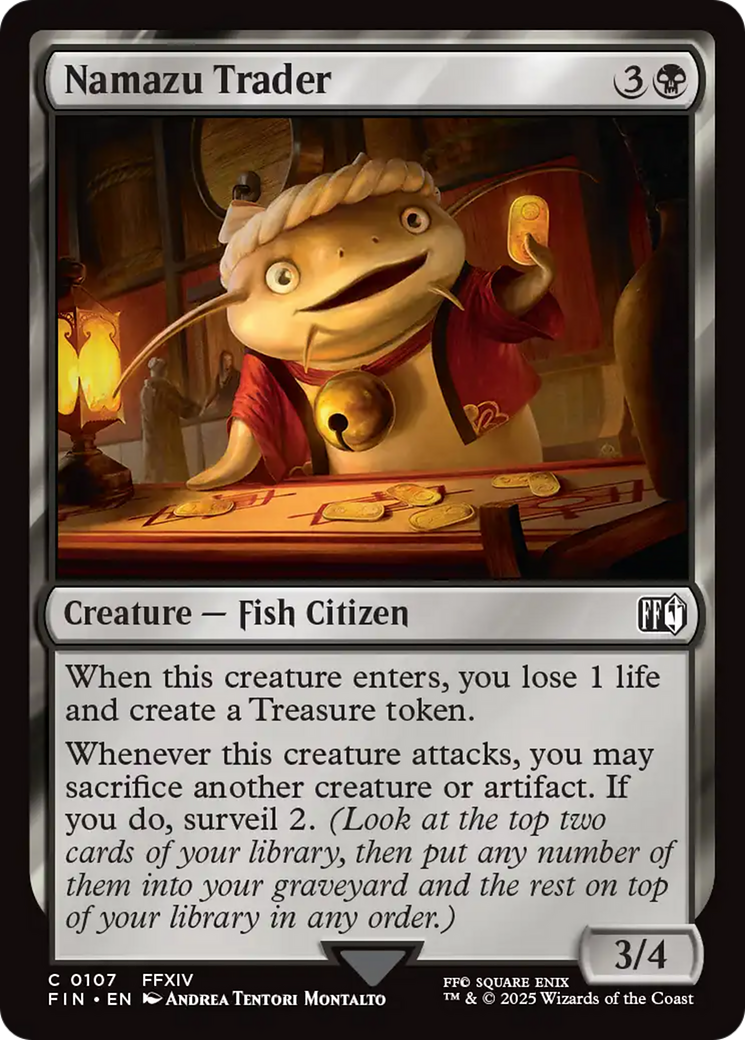 Namazu Trader 3
Creature — Fish Citizen FF
When this creature enters, you lose 1 life
and create a Treasure token.
Whenever this creature attacks, you may
sacrifice another creature or artifact. If
you do, surveil 2. (Look at the top two
cards of your library, then put any number of
them into your graveyard and the rest on top
of your library in any order.)
3/4
C 0107 FFXIV
FIN • EN Andrea Tentori Montalto
FF© SQUARE ENIX
™ & © 2025 Wizards of the Coast